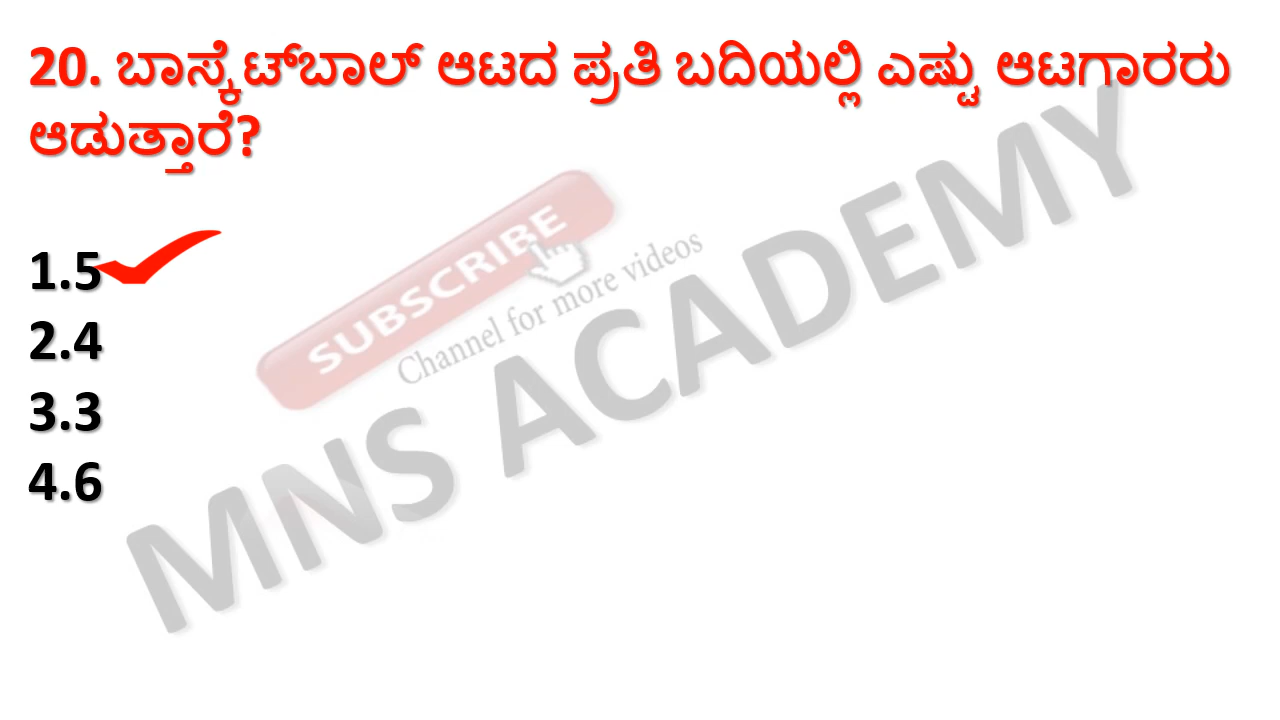 20. ಬಾಸ್ಕೆಟ್‌ಬಾಲ್ ಆಟದ ಪ್ರತಿ ಬದಿಯಲ್ಲಿ ಎಷ್ಟು ಆಟಗಾರರು
ಆಡುತ್ತಾರೆ?
1.5
2.4
3.3
4.6
SUBSCRIBE
Channel for more videos
MNS ACADEMY